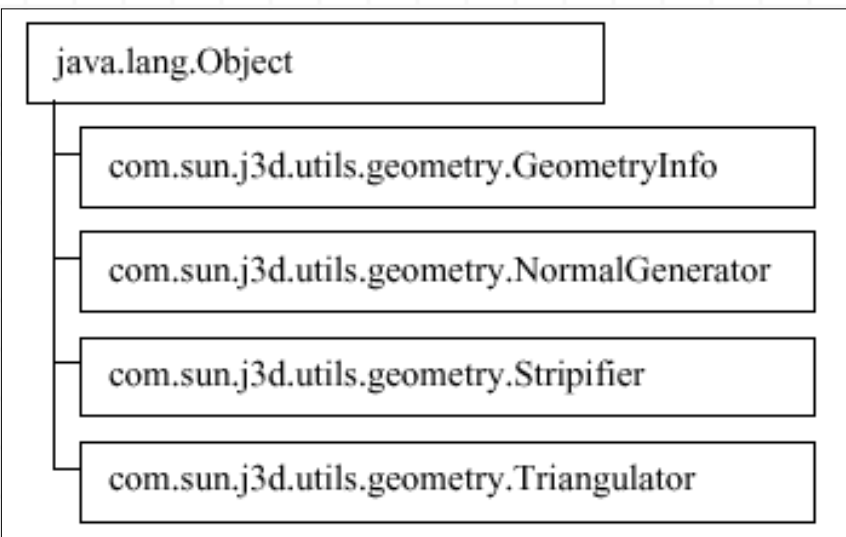 java.lang.Object
com.sun.j3d.utils.geometry.GeometryInfo
com.sun.j3d.utils.geometry.NormalGenerator
com.sun.j3d.utils.geometry.Stripifier
com.sun.j3d.utils.geometry.Triangulator